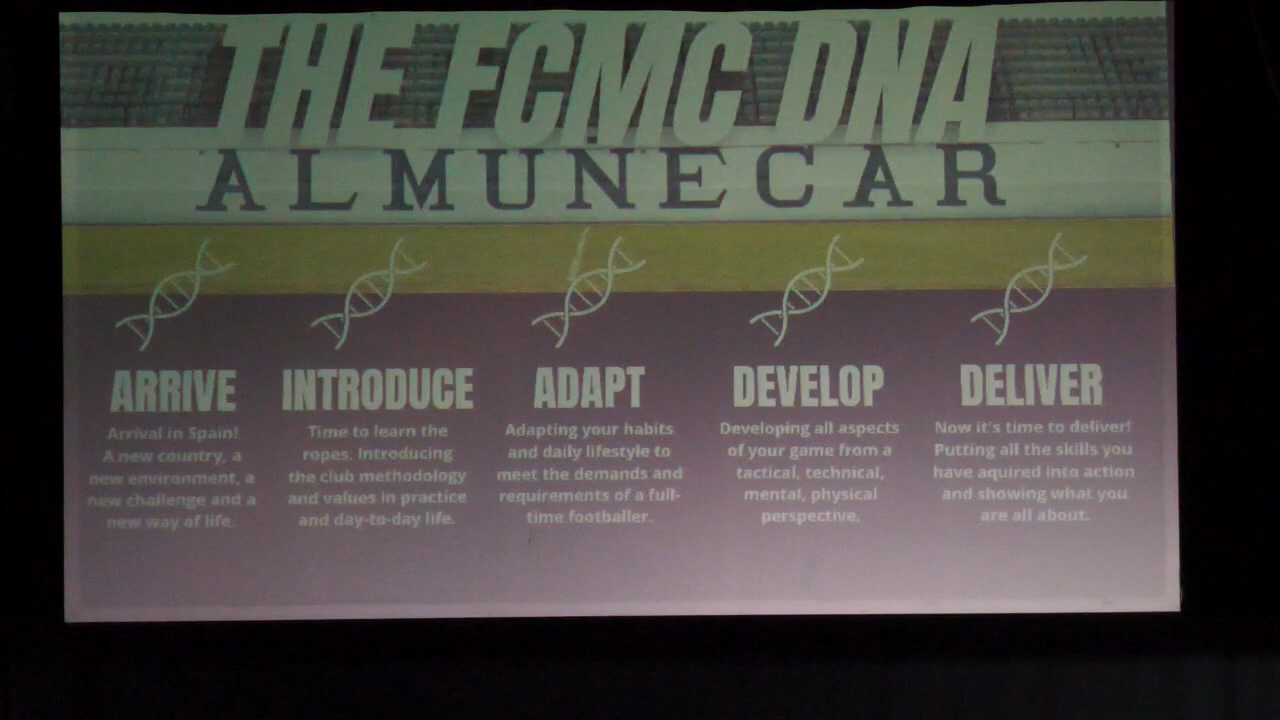 THE FCMC DNA
ALMUNECAR
ARRIVE
Arrival in Spain!
A new country, a
new environment, a
new challenge and a
new way of life.
INTRODUCE
Time to learn the
ropes. Introducing
the club methodology
and values in practice
and day-to-day life.
ADAPT
Adapting your habits
and daily lifestyle to
meet the demands and
requirements of a full-
time footballer.
DEVELOP
Developing all aspects
of your game from a
tactical, technical,
mental, physical
perspective.
DELIVER
Now it's time to deliver!
Putting all the skills you
have aquired into action
and showing what you
are all about.